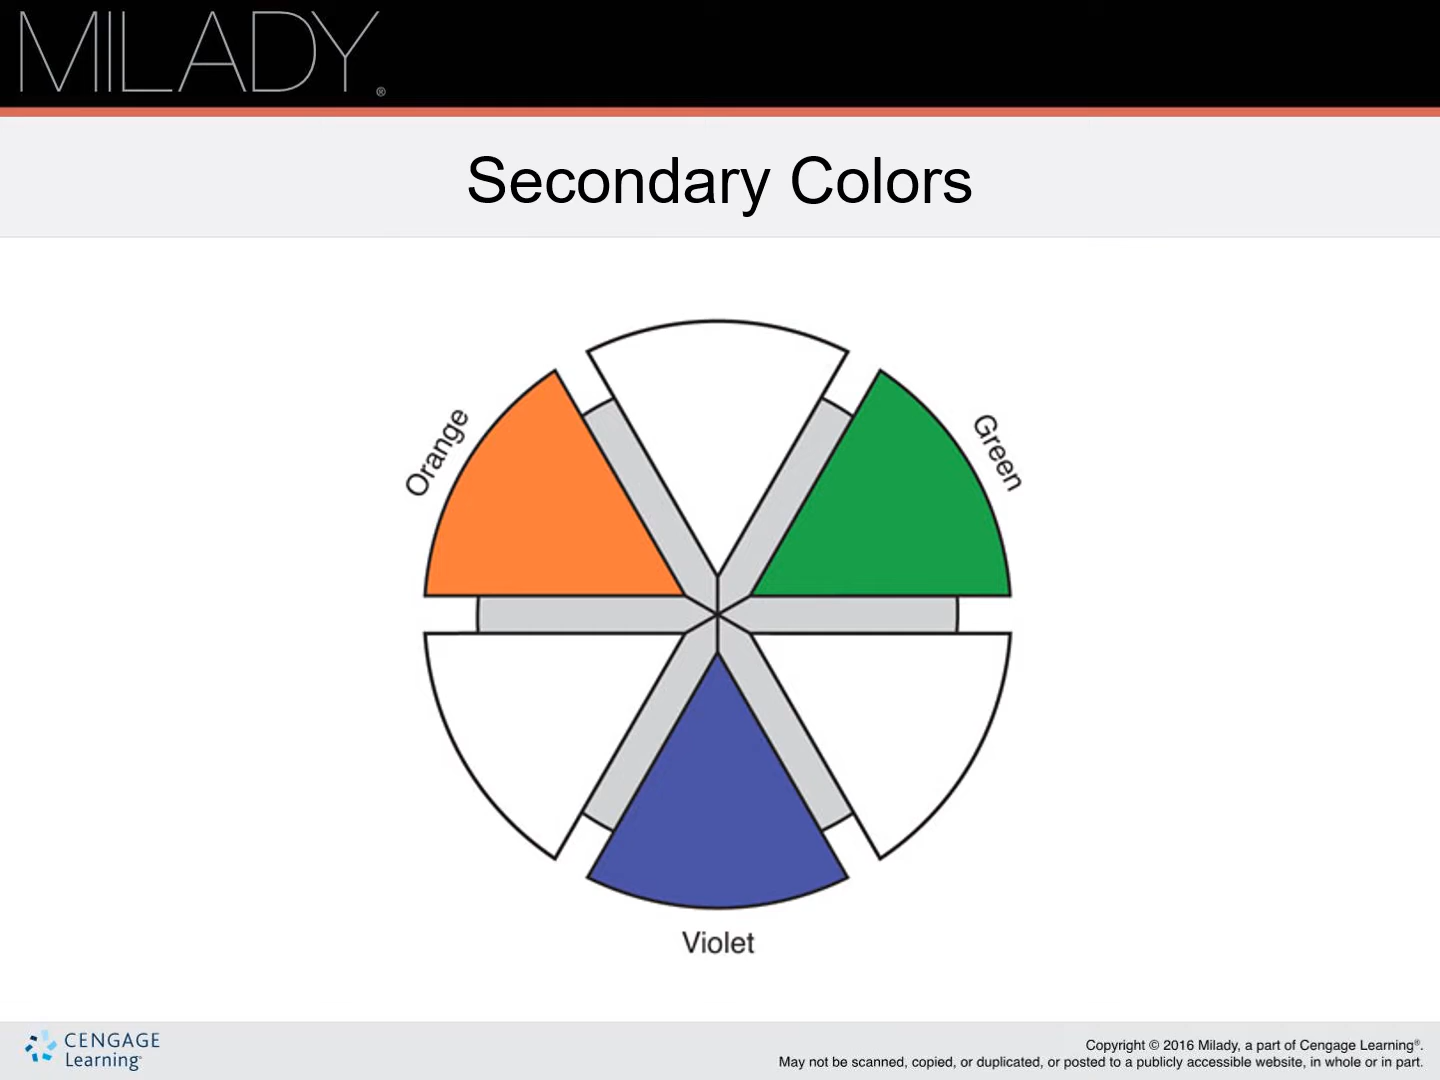 MILADY®
Secondary Colors
Orange
Green
Violet
CENGAGE
Learning®
Copyright © 2016 Milady, a part of Cengage Learning®.
May not be scanned, copied, or duplicated, or posted to a publicly accessible website, in whole or in part.